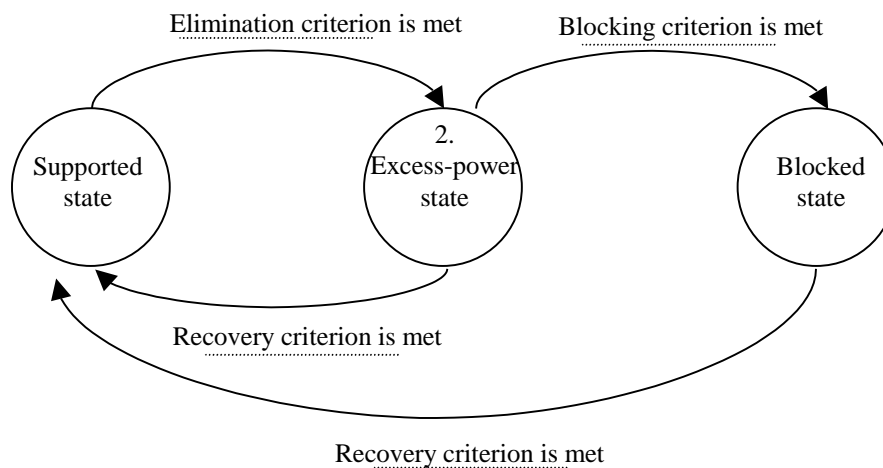 Elimination criterion is met
Blocking criterion is met
Supported
state
2.
Excess-power
state
Blocked
state
Recovery criterion is met
Recovery criterion is met